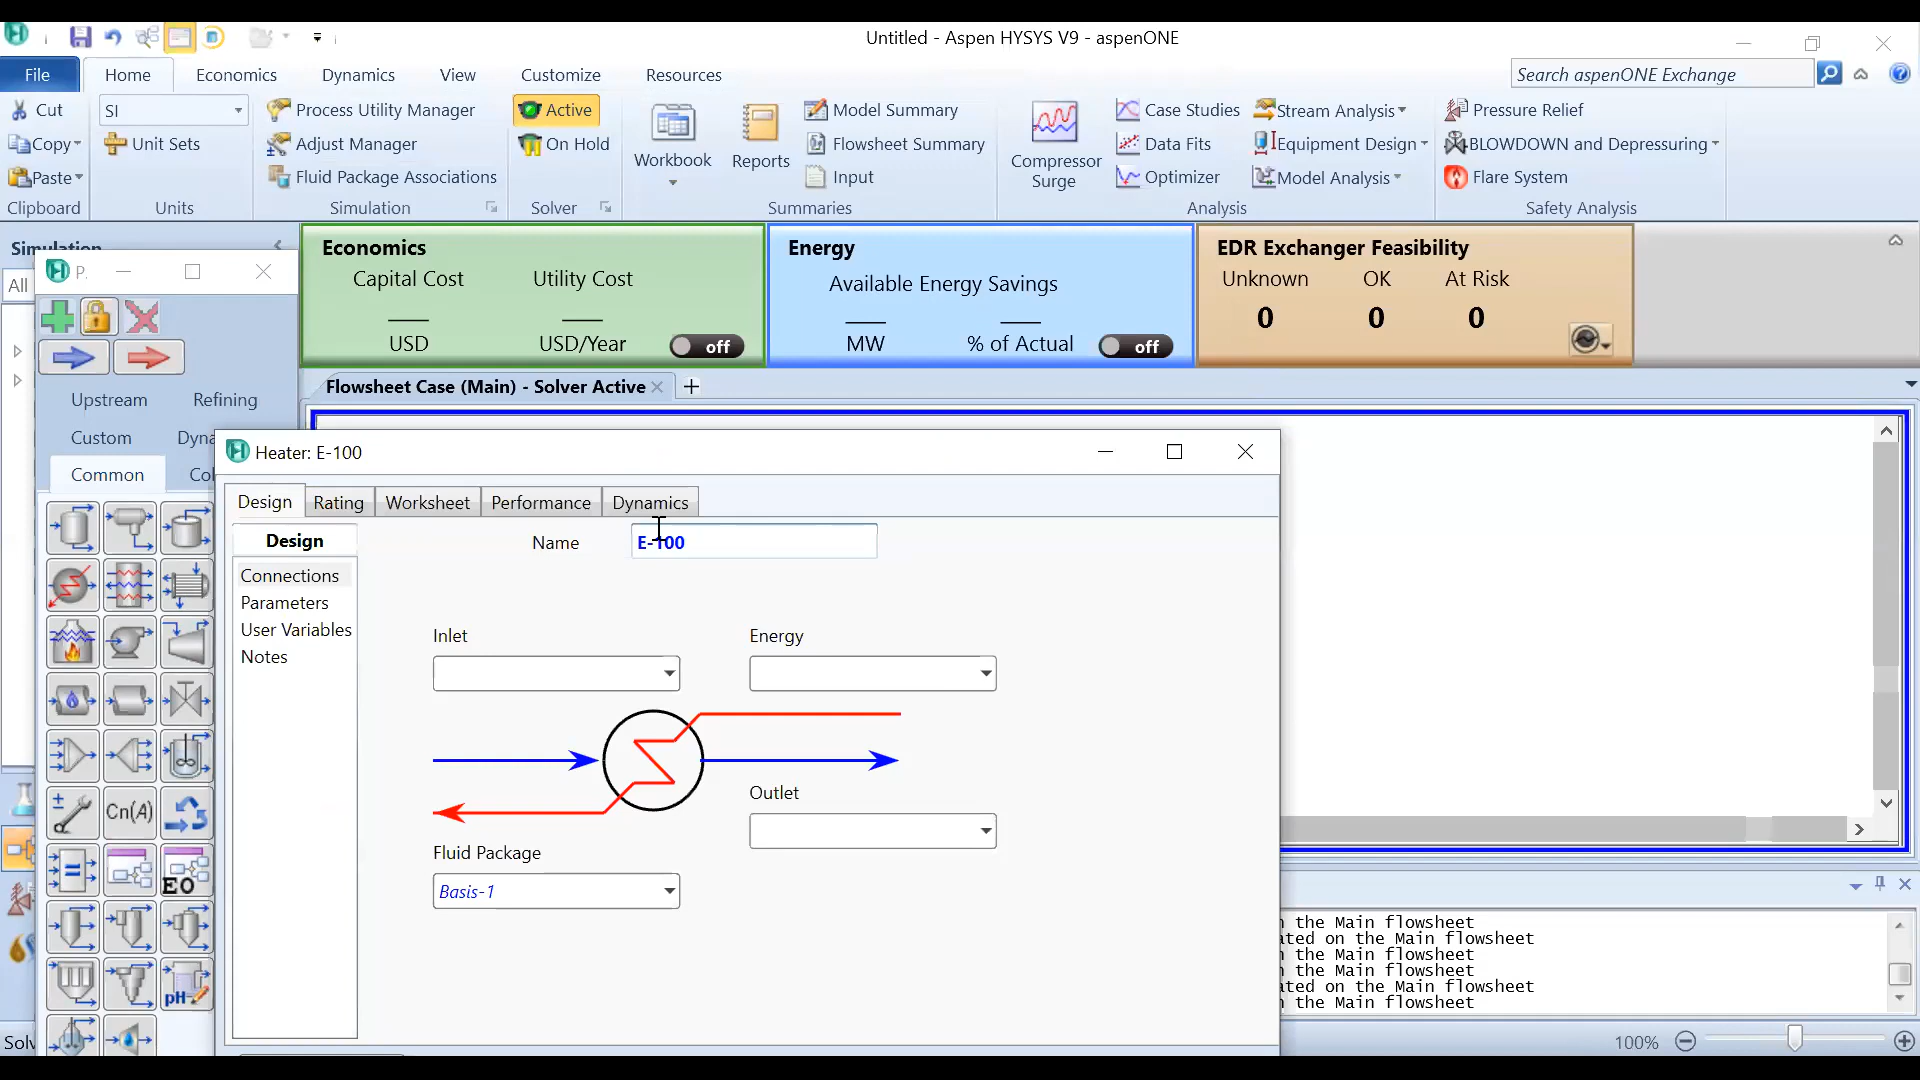 Untitled - Aspen HYSYS V9 - aspenONE
File Home Economics Dynamics View Customize Resources
Search aspenONE Exchange
Cut SI Process Utility Manager Active Model Summary Case Studies Stream Analysis Pressure Relief
Copy Unit Sets Adjust Manager On Hold Workbook Reports Flowsheet Summary Compressor Surge Data Fits Equipment Design BLOWDOWN and Depressuring
Paste Fluid Package Associations Input Optimizer Model Analysis Flare System
Clipboard Units Simulation Solver Summaries Analysis Safety Analysis
Economics
Capital Cost Utility Cost
USD USD/Year off
Energy
Available Energy Savings
MW % of Actual off
EDR Exchanger Feasibility
Unknown OK At Risk
0 0 0
All
P.
Flowsheet Case (Main) - Solver Active
Upstream Refining
Custom
Common
Cn(A)
EO
pH
Heater: E-100
Design Rating Worksheet Performance Dynamics
Design
Connections
Parameters
User Variables
Notes
Name E-100
Inlet Energy
Outlet
Fluid Package
Basis-1
the Main flowsheet
ated on the Main flowsheet
the Main flowsheet
the Main flowsheet
ated on the Main flowsheet
the Main flowsheet
100%